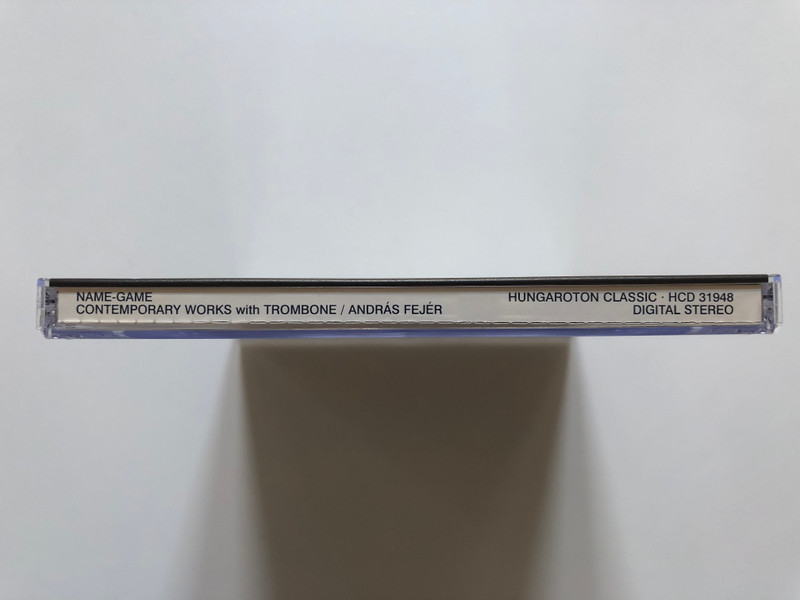 NAME-GAME
CONTEMPORARY WORKS with TROMBONE / ANDRÁS FEJÉR
HUNGAROTON CLASSIC · HCD 31948
DIGITAL STEREO